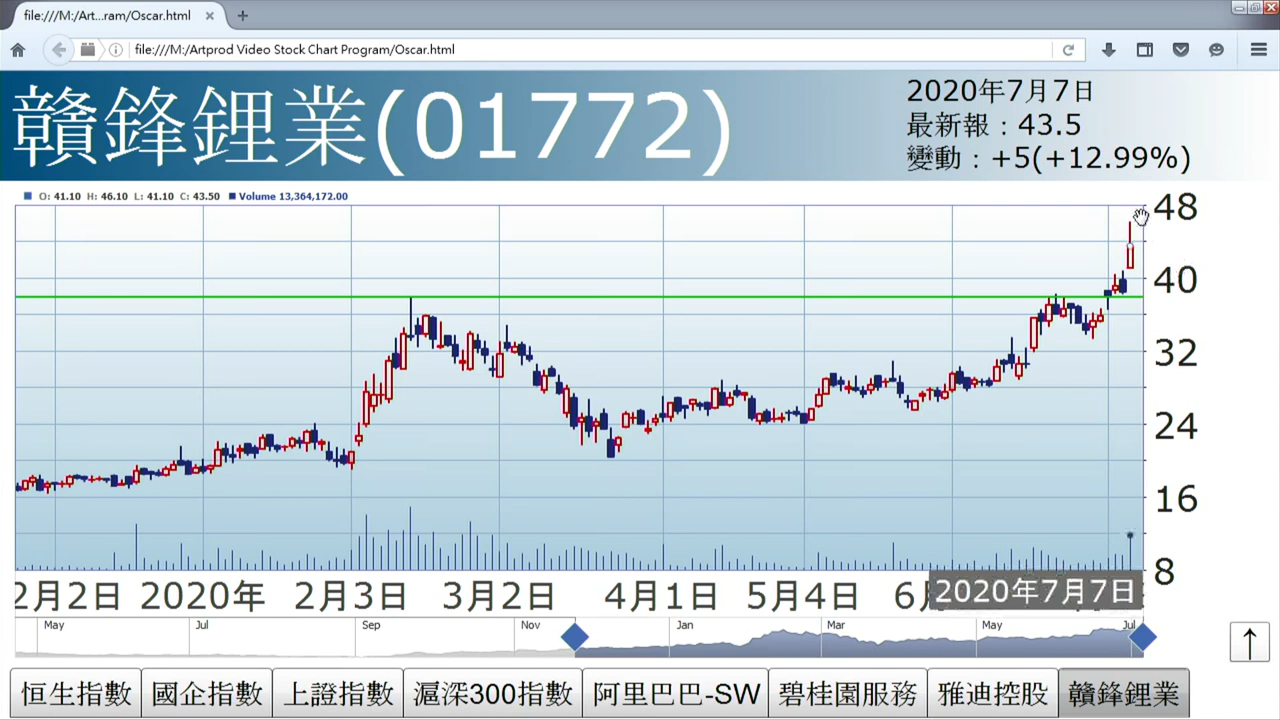 file:///M:/Art...ram/Oscar.html
file:///M:/Artprod Video Stock Chart Program/Oscar.html
贛鋒鋰業(01772)
2020年7月7日
最新報：43.5
變動：+5(+12.99%)
O: 41.10 H: 46.10 L: 41.10 C: 43.50 Volume 13,364,172.00
48
40
32
24
16
8
2月2日 2020年 2月3日 3月2日 4月1日 5月4日 6 2020年7月7日
May Jul Sep Nov Jan Mar May Jul
恒生指數 國企指數 上證指數 滬深300指數 阿里巴巴-SW 碧桂園服務 雅迪控股 贛鋒鋰業